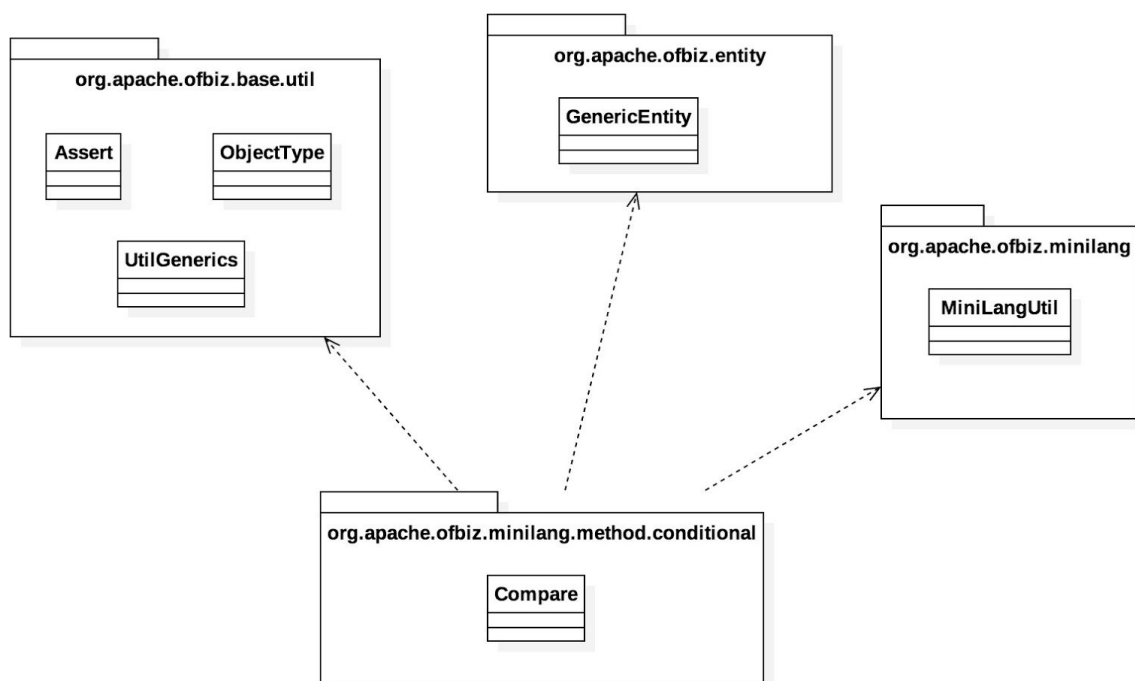 org.apache.ofbiz.base.util
Assert
ObjectType
UtilGenerics
org.apache.ofbiz.entity
GenericEntity
org.apache.ofbiz.minilang
MiniLangUtil
org.apache.ofbiz.minilang.method.conditional
Compare